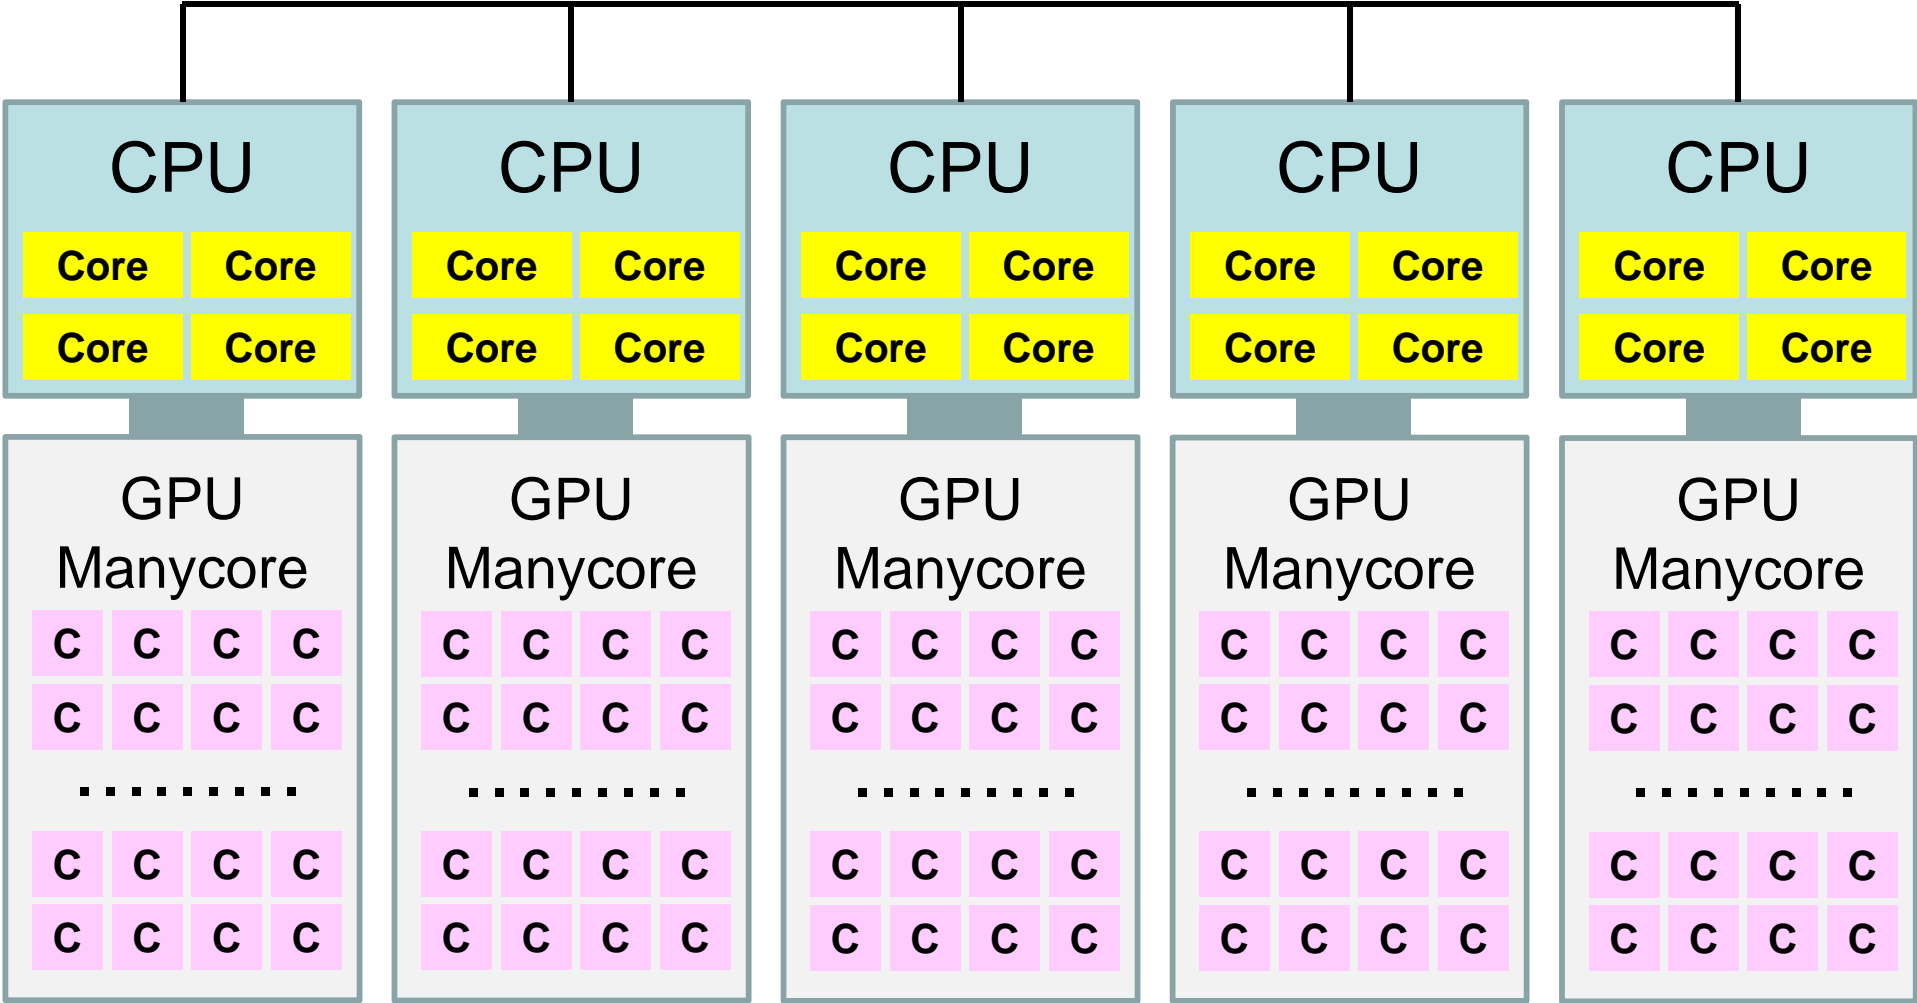 CPU CPU CPU CPU CPU
Core Core Core Core Core Core Core Core Core Core
Core Core Core Core Core Core Core Core Core Core
GPU GPU GPU GPU GPU
Manycore Manycore Manycore Manycore Manycore
C C C C C C C C C C C C C C C C C C C C
C C C C C C C C C C C C C C C C C C C C
......... ......... ......... ......... .........
C C C C C C C C C C C C C C C C C C C C
C C C C C C C C C C C C C C C C C C C C